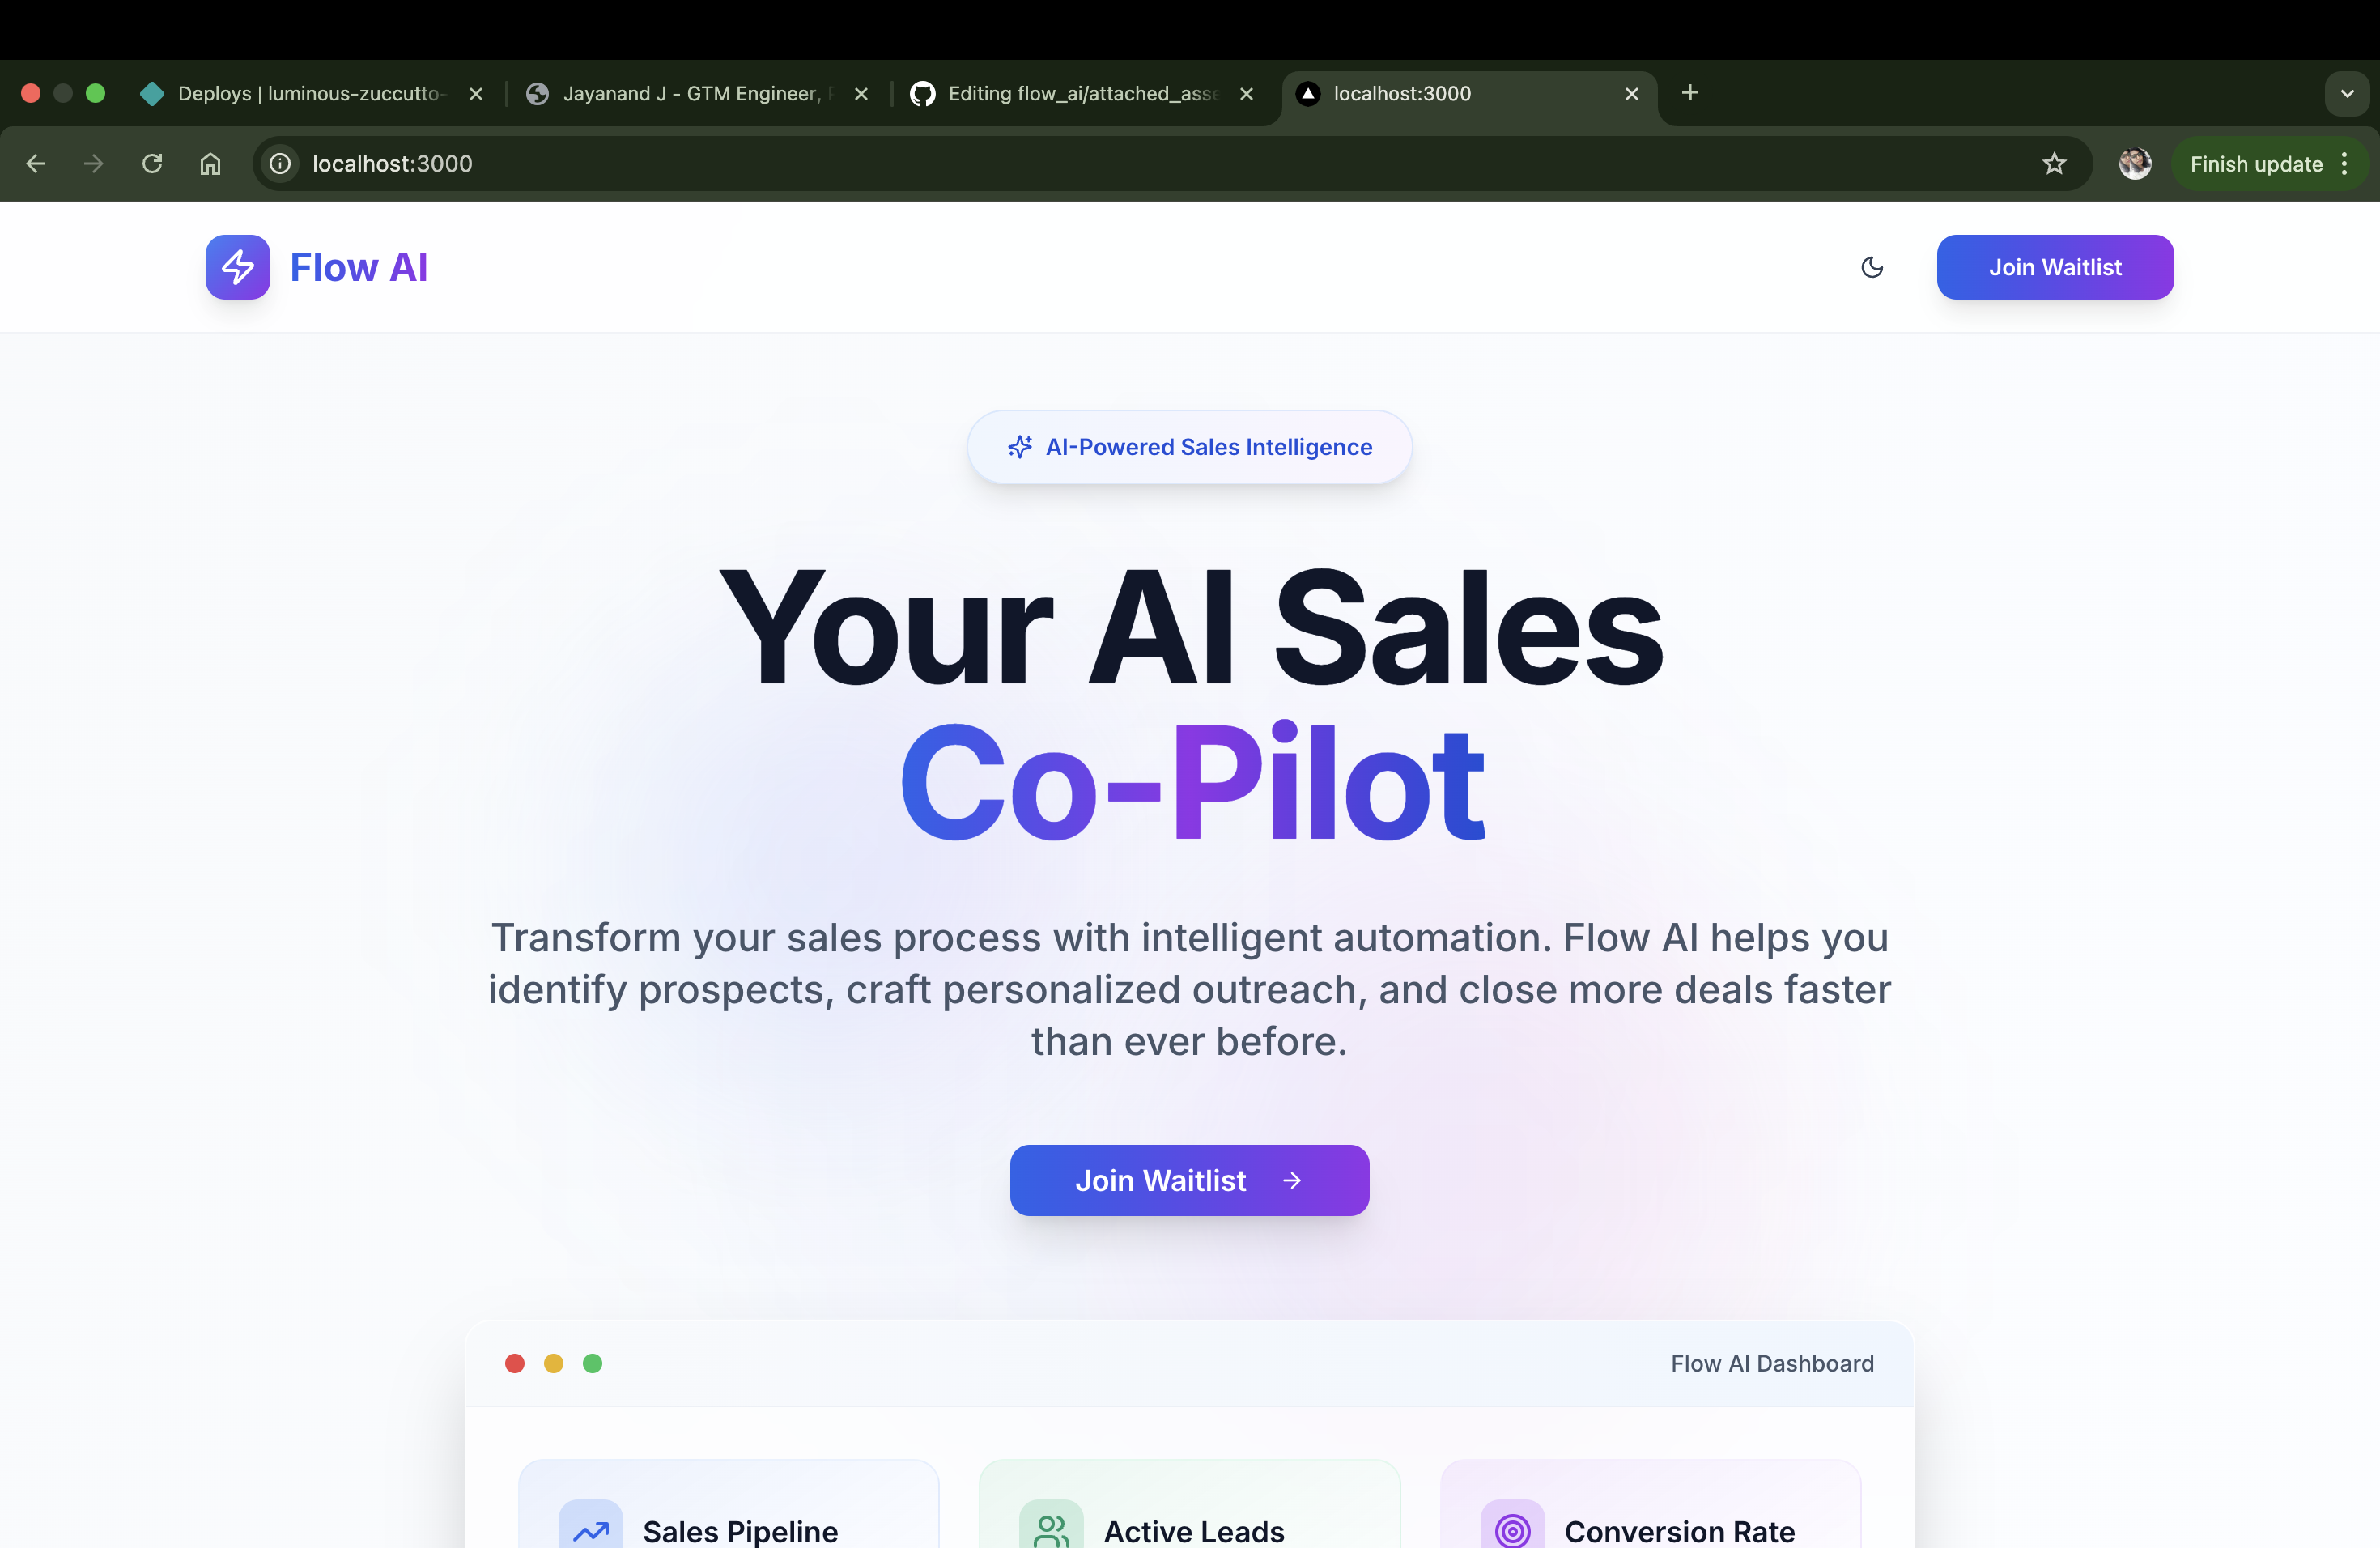 Deploys | luminous-zuccutto-
Jayanand J - GTM Engineer,
Editing flow_ai/attached_asse
localhost:3000
localhost:3000
Finish update
Flow AI
Join Waitlist
AI-Powered Sales Intelligence
Your AI Sales
Co-Pilot
Transform your sales process with intelligent automation. Flow AI helps you
identify prospects, craft personalized outreach, and close more deals faster
than ever before.
Join Waitlist
Flow AI Dashboard
Sales Pipeline
Active Leads
Conversion Rate